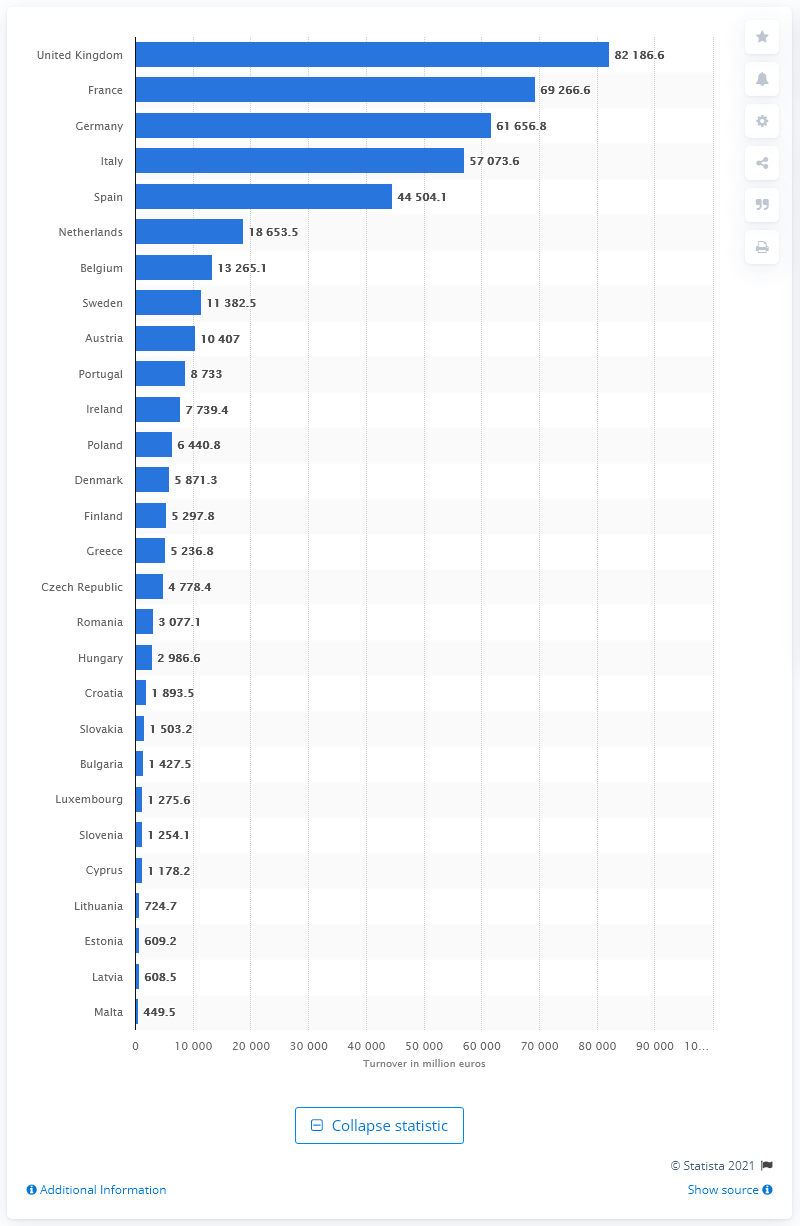 United Kingdom 82 186.6
France 69 266.6
Germany 61 656.8
Italy 57 073.6
Spain 44 504.1
Netherlands 18 653.5
Belgium 13 265.1
Sweden 11 382.5
Austria 10 407
Portugal 8 733
Ireland 7 739.4
Poland 6 440.8
Denmark 5 871.3
Finland 5 297.8
Greece 5 236.8
Czech Republic 4 778.4
Romania 3 077.1
Hungary 2 986.6
Croatia 1 893.5
Slovakia 1 503.2
Bulgaria 1 427.5
Luxembourg 1 275.6
Slovenia 1 254.1
Cyprus 1 178.2
Lithuania 724.7
Estonia 609.2
Latvia 608.5
Malta 449.5
0 10 000 20 000 30 000 40 000 50 000 60 000 70 000 80 000 90 000 10…
Turnover in million euros
Collapse statistic
© Statista 2021
Additional Information Show source